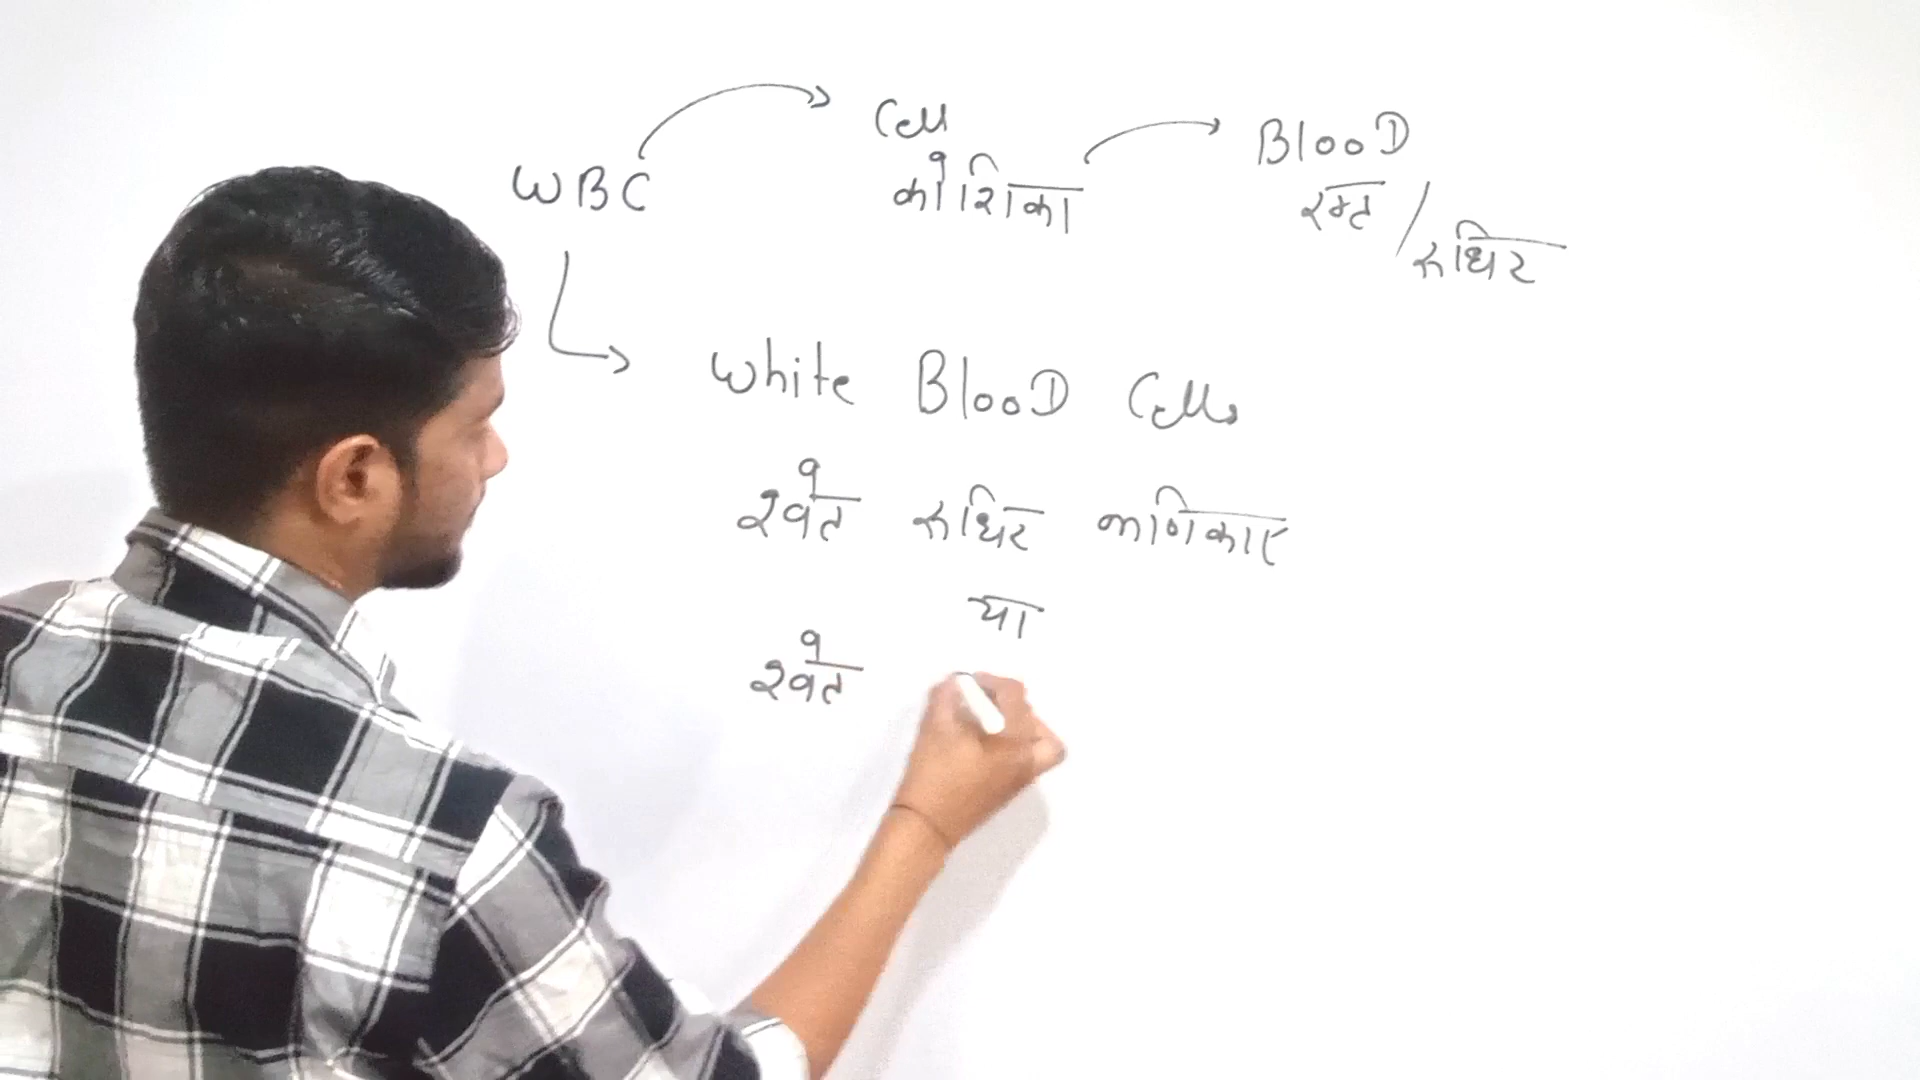 WBC
Cell
कोशिका
BlooD
रक्त / रुधिर
White BlooD Cells
श्वेत रुधिर कणिकाएं
या
श्वेत